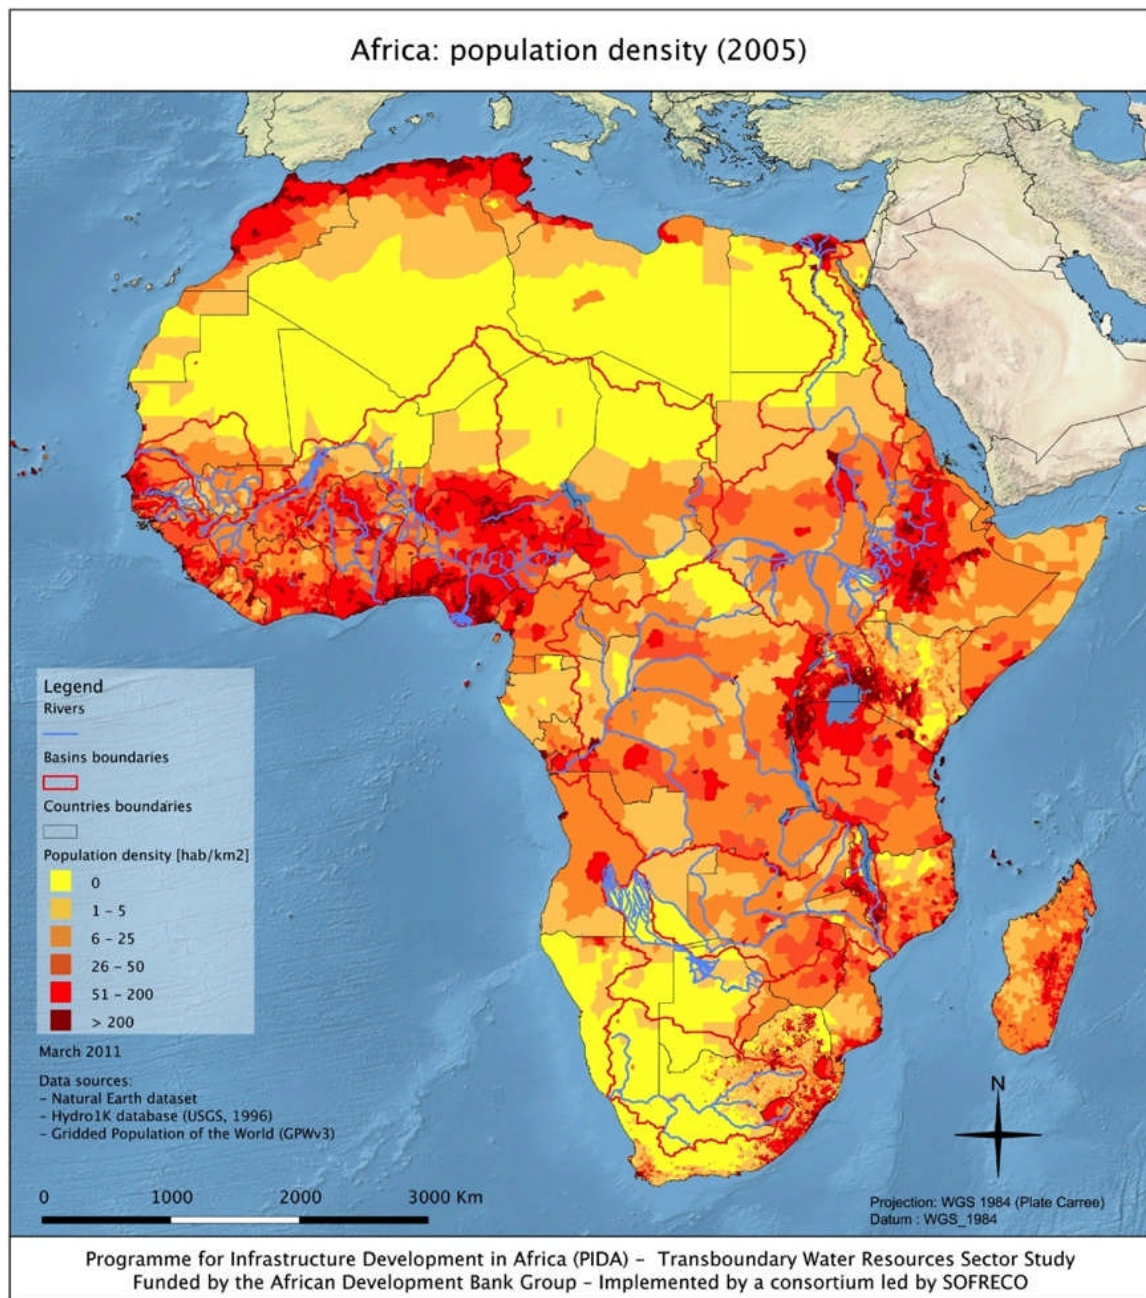 Africa: population density (2005)
Legend
Rivers
Basins boundaries
Countries boundaries
Population density [hab/km2]
0
1 – 5
6 – 25
26 – 50
51 – 200
> 200
March 2011
Data sources:
– Natural Earth dataset
– Hydro1K database (USGS, 1996)
– Gridded Population of the World (GPWv3)
N
0 1000 2000 3000 Km
Projection: WGS 1984 (Plate Carree)
Datum : WGS_1984
Programme for Infrastructure Development in Africa (PIDA) – Transboundary Water Resources Sector Study
Funded by the African Development Bank Group – Implemented by a consortium led by SOFRECO